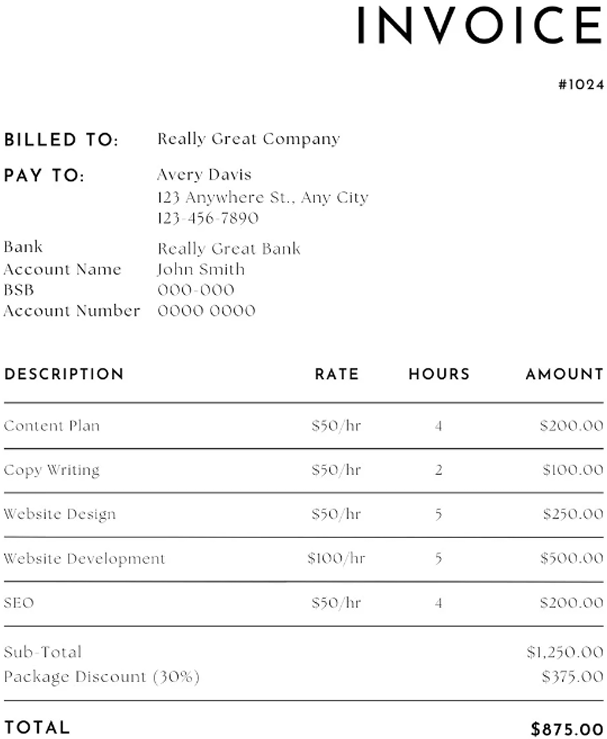 INVOICE
#1024
BILLED TO: Really Great Company
PAY TO: Avery Davis
123 Anywhere St., Any City
123-456-7890
Bank Really Great Bank
Account Name John Smith
BSB 000-000
Account Number 0000 0000
DESCRIPTION RATE HOURS AMOUNT
Content Plan $50/hr 4 $200.00
Copy Writing $50/hr 2 $100.00
Website Design $50/hr 5 $250.00
Website Development $100/hr 5 $500.00
SEO $50/hr 4 $200.00
Sub-Total $1,250.00
Package Discount (30%) $375.00
TOTAL $875.00